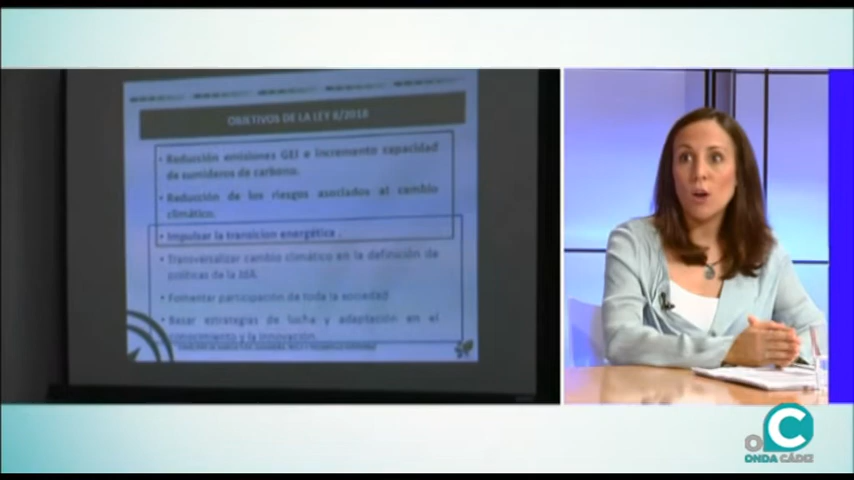 OBJETIVOS DE LA LEY 8/2018
• Reducción emisiones GEI e incremento capacidad
de sumideros de carbono.
• Reducción de los riesgos asociados al cambio
climático.
• Impulsar la transicion energética .
• Transversalizar cambio climático en la definición de
políticas de la JdA.
• Fomentar participación de toda la sociedad
• Basar estrategias de lucha y adaptación en el
conocimiento y la innovación.
ONDA CÁDIZ